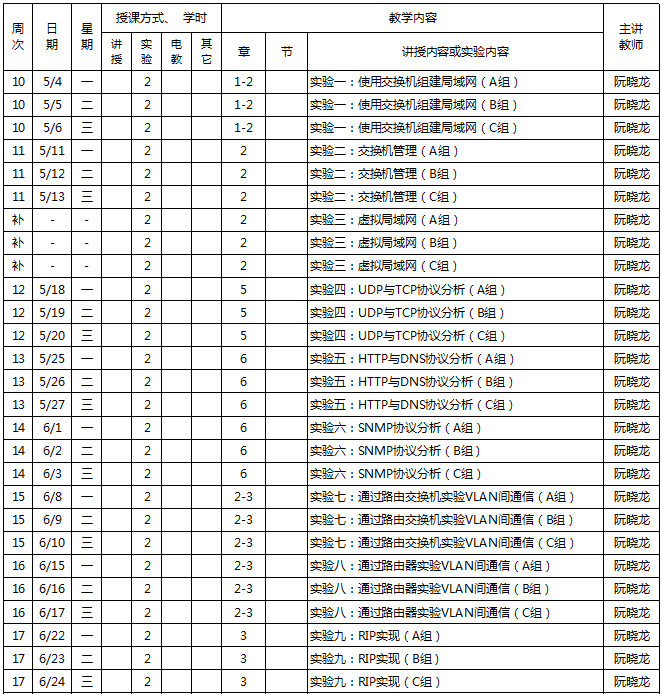 周次 日期 星期 授课方式、 学时 教学内容 主讲教师
讲授 实验 电教 其它 章 节 讲授内容或实验内容
10 5/4 一 2 1-2 实验一：使用交换机组建局域网（A组） 阮晓龙
10 5/5 二 2 1-2 实验一：使用交换机组建局域网（B组） 阮晓龙
10 5/6 三 2 1-2 实验一：使用交换机组建局域网（C组） 阮晓龙
11 5/11 一 2 2 实验二：交换机管理（A组） 阮晓龙
11 5/12 二 2 2 实验二：交换机管理（B组） 阮晓龙
11 5/13 三 2 2 实验二：交换机管理（C组） 阮晓龙
补 - - 2 2 实验三：虚拟局域网（A组） 阮晓龙
补 - - 2 2 实验三：虚拟局域网（B组） 阮晓龙
补 - - 2 2 实验三：虚拟局域网（C组） 阮晓龙
12 5/18 一 2 5 实验四：UDP与TCP协议分析（A组） 阮晓龙
12 5/19 二 2 5 实验四：UDP与TCP协议分析（B组） 阮晓龙
12 5/20 三 2 5 实验四：UDP与TCP协议分析（C组） 阮晓龙
13 5/25 一 2 6 实验五：HTTP与DNS协议分析（A组） 阮晓龙
13 5/26 二 2 6 实验五：HTTP与DNS协议分析（B组） 阮晓龙
13 5/27 三 2 6 实验五：HTTP与DNS协议分析（C组） 阮晓龙
14 6/1 一 2 6 实验六：SNMP协议分析（A组） 阮晓龙
14 6/2 二 2 6 实验六：SNMP协议分析（B组） 阮晓龙
14 6/3 三 2 6 实验六：SNMP协议分析（C组） 阮晓龙
15 6/8 一 2 2-3 实验七：通过路由交换机实验VLAN间通信（A组） 阮晓龙
15 6/9 二 2 2-3 实验七：通过路由交换机实验VLAN间通信（B组） 阮晓龙
15 6/10 三 2 2-3 实验七：通过路由交换机实验VLAN间通信（C组） 阮晓龙
16 6/15 一 2 2-3 实验八：通过路由器实验VLAN间通信（A组） 阮晓龙
16 6/16 二 2 2-3 实验八：通过路由器实验VLAN间通信（B组） 阮晓龙
16 6/17 三 2 2-3 实验八：通过路由器实验VLAN间通信（C组） 阮晓龙
17 6/22 一 2 3 实验九：RIP实现（A组） 阮晓龙
17 6/23 二 2 3 实验九：RIP实现（B组） 阮晓龙
17 6/24 三 2 3 实验九：RIP实现（C组） 阮晓龙